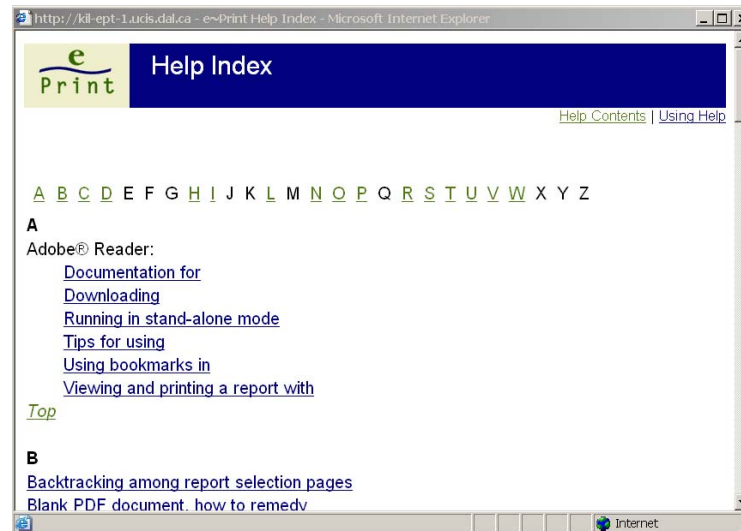 http://kil-ept-1.ucis.dal.ca - e~Print Help Index - Microsoft Internet Explorer
e
Print
Help Index
Help Contents | Using Help
A B C D E F G H I J K L M N O P Q R S T U V W X Y Z
A
Adobe® Reader:
Documentation for
Downloading
Running in stand-alone mode
Tips for using
Using bookmarks in
Viewing and printing a report with
Top
B
Backtracking among report selection pages
Blank PDF document, how to remedy
Internet